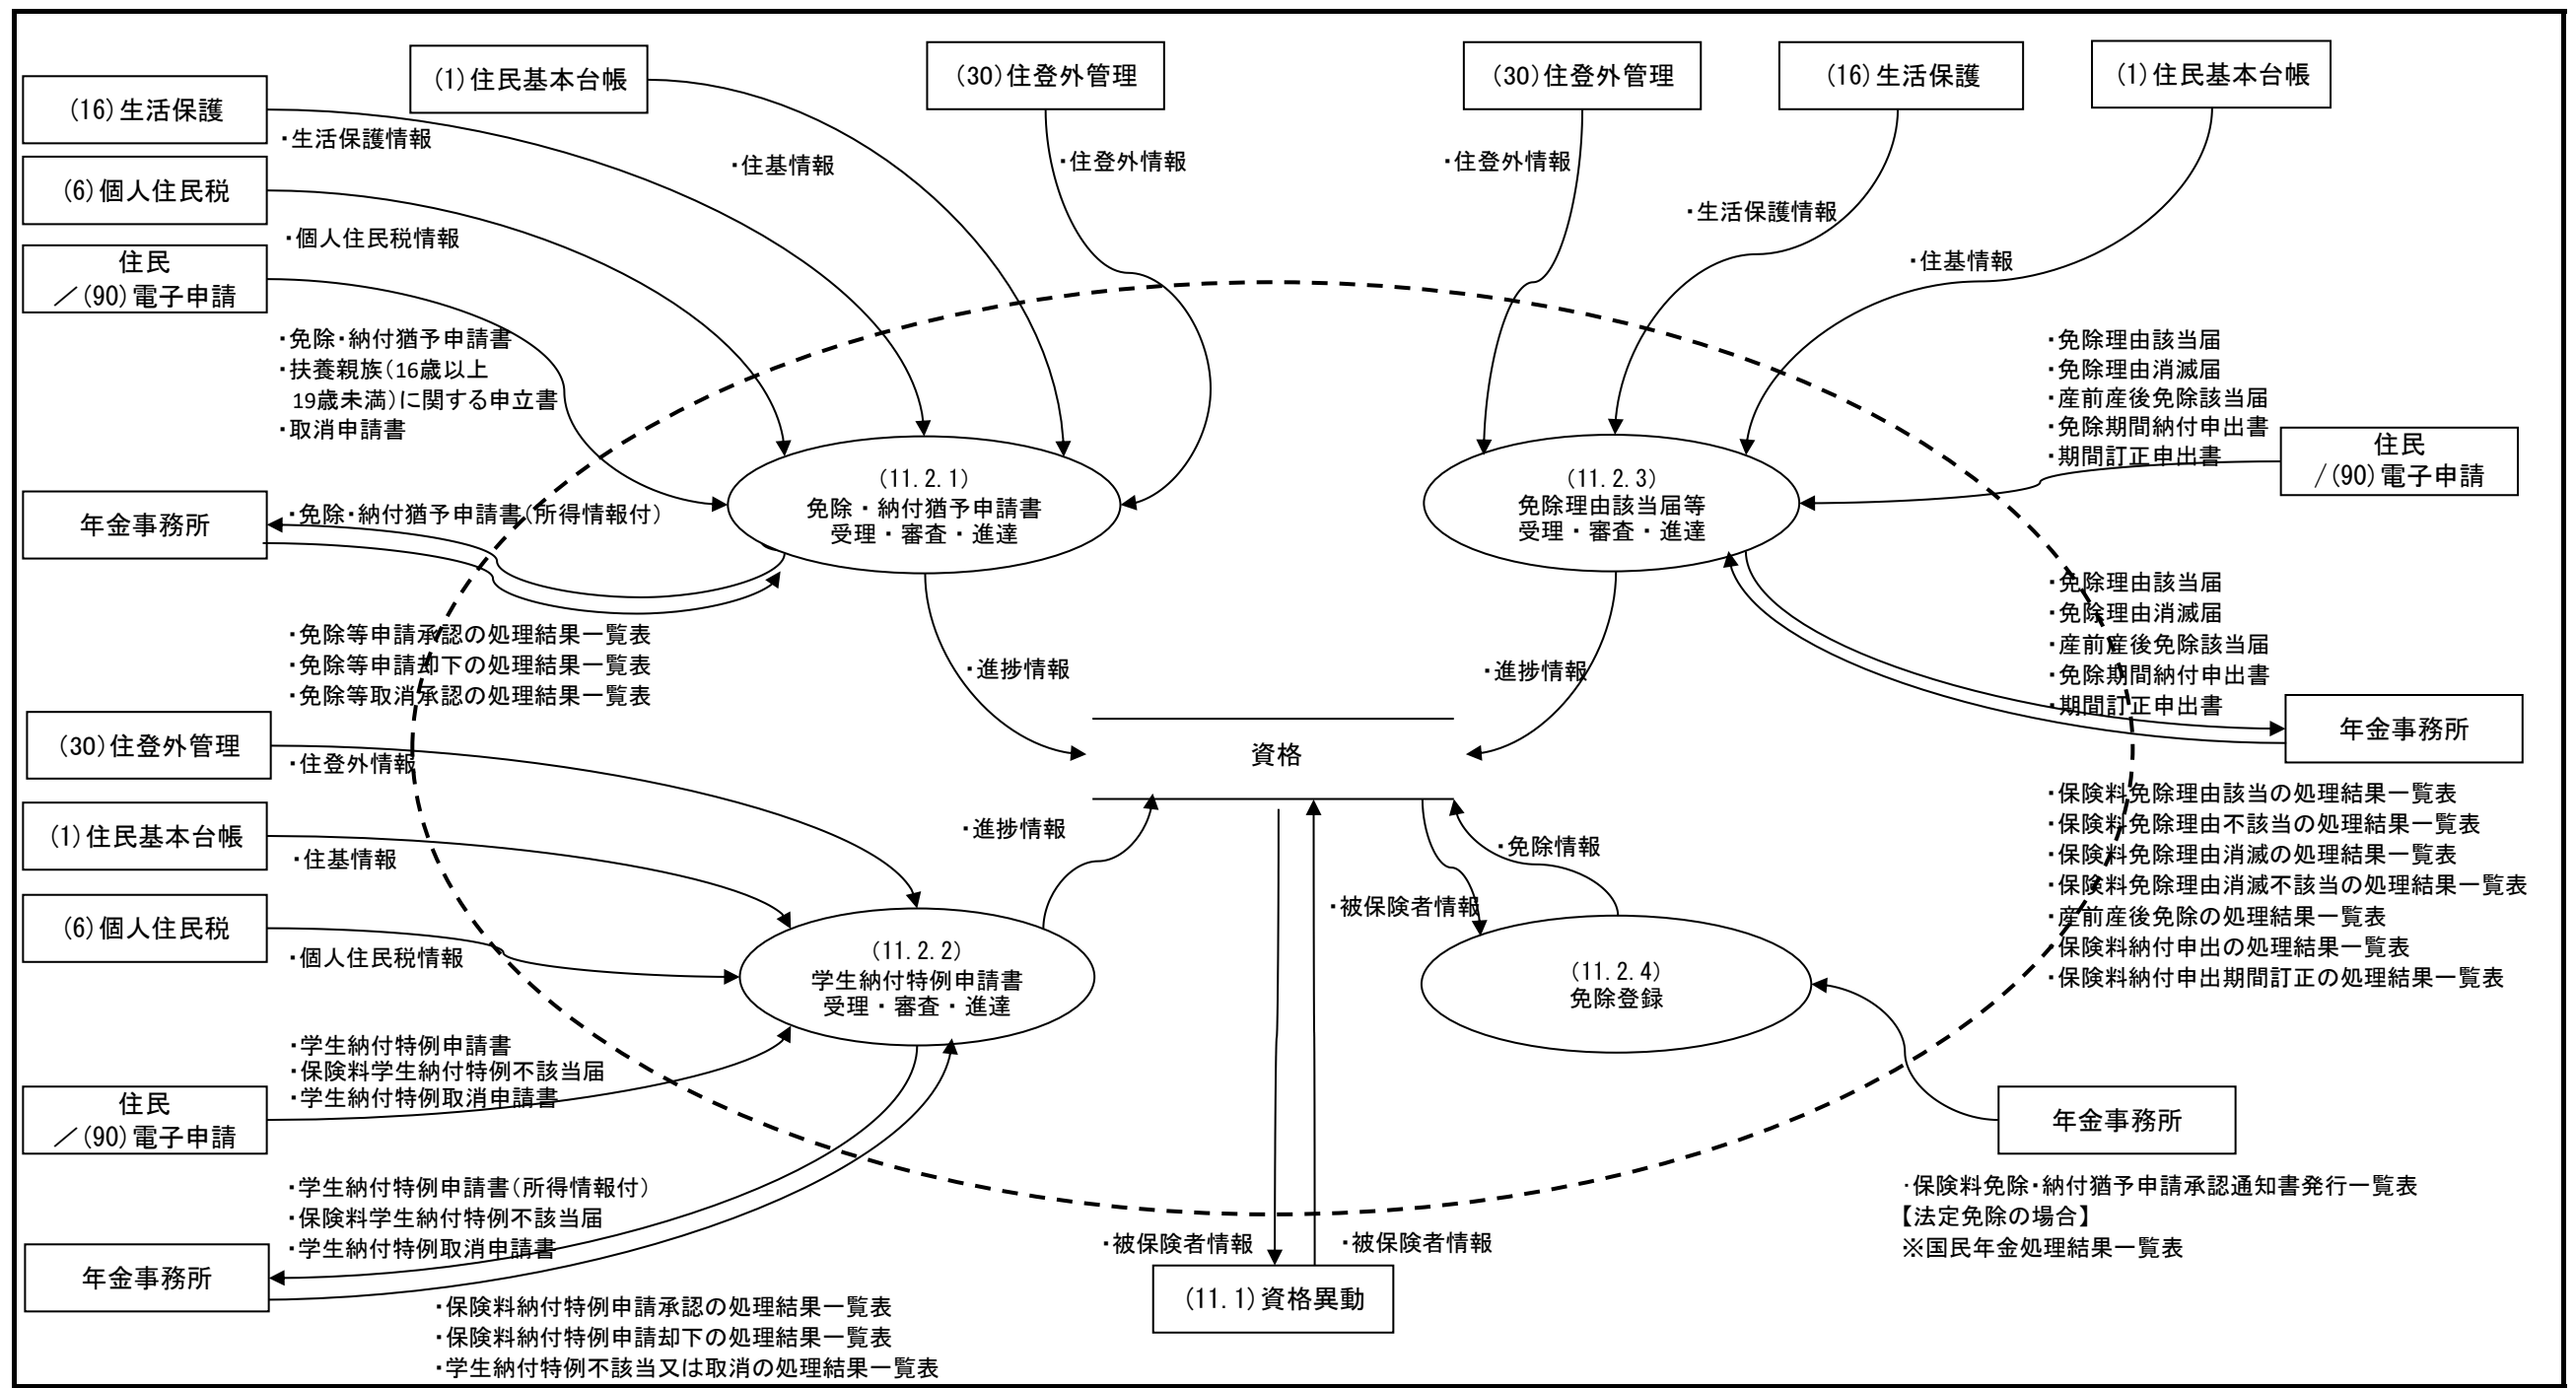 (1)住民基本台帳
(30)住登外管理
(30)住登外管理
(16)生活保護
(1)住民基本台帳
(16)生活保護
・生活保護情報
・住基情報
・住登外情報
・住登外情報
(6)個人住民税
・生活保護情報
・個人住民税情報
・住基情報
住民
／(90)電子申請
・免除・納付猶予申請書
・扶養親族（16歳以上
19歳未満）に関する申立書
・取消申請書
・免除理由該当届
・免除理由消滅届
・産前産後免除該当届
・免除期間納付申出書
・期間訂正申出書
住民
/(90)電子申請
(11.2.1)
免除・納付猶予申請書
受理・審査・進達
(11.2.3)
免除理由該当届等
受理・審査・進達
年金事務所
・免除・納付猶予申請書（所得情報付）
・免除等申請承認の処理結果一覧表
・免除等申請却下の処理結果一覧表
・免除等取消承認の処理結果一覧表
・進捗情報
・進捗情報
・免除理由該当届
・免除理由消滅届
・産前産後免除該当届
・免除期間納付申出書
・期間訂正申出書
年金事務所
(30)住登外管理
・住登外情報
資格
(1)住民基本台帳
・住基情報
・進捗情報
・免除情報
・被保険者情報
・保険料免除理由該当の処理結果一覧表
・保険料免除理由不該当の処理結果一覧表
・保険料免除理由消滅の処理結果一覧表
・保険料免除理由消滅不該当の処理結果一覧表
・産前産後免除の処理結果一覧表
・保険料納付申出の処理結果一覧表
・保険料納付申出期間訂正の処理結果一覧表
(6)個人住民税
・個人住民税情報
(11.2.2)
学生納付特例申請書
受理・審査・進達
(11.2.4)
免除登録
・学生納付特例申請書
・保険料学生納付特例不該当届
・学生納付特例取消申請書
住民
／(90)電子申請
年金事務所
・学生納付特例申請書（所得情報付）
・保険料学生納付特例不該当届
・学生納付特例取消申請書
・保険料免除・納付猶予申請承認通知書発行一覧表
【法定免除の場合】
※国民年金処理結果一覧表
年金事務所
・被保険者情報
・被保険者情報
(11.1)資格異動
・保険料納付特例申請承認の処理結果一覧表
・保険料納付特例申請却下の処理結果一覧表
・学生納付特例不該当又は取消の処理結果一覧表